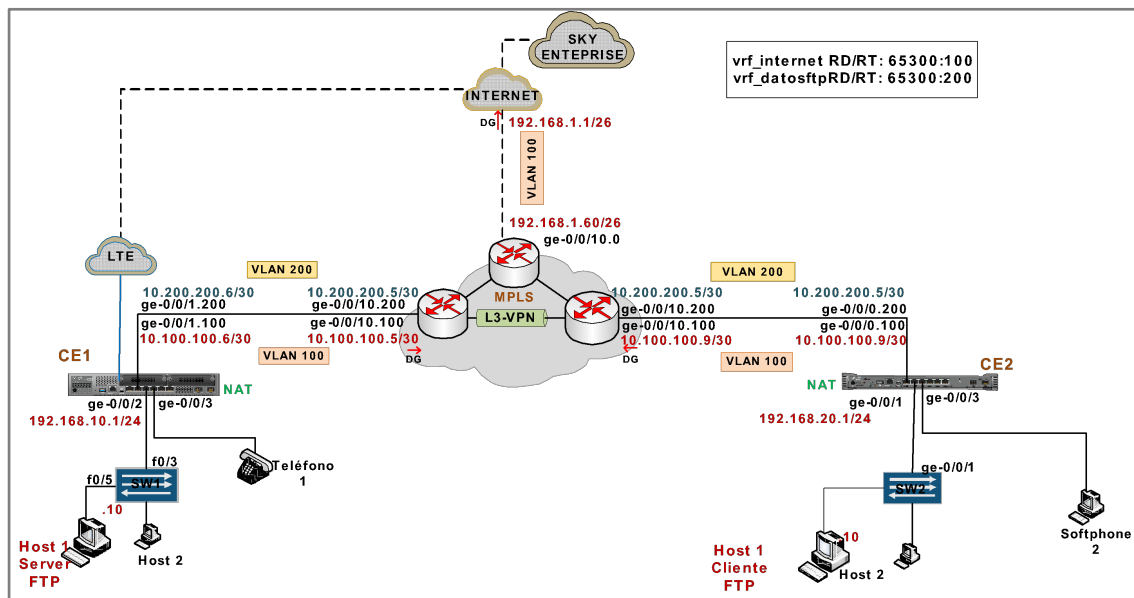 SKY
ENTEPRISE
vrf_internet RD/RT: 65300:100
vrf_datosftpRD/RT: 65300:200
INTERNET
DG
192.168.1.1/26
VLAN 100
192.168.1.60/26
ge-0/0/10.0
LTE
VLAN 200
10.200.200.6/30
10.200.200.5/30
ge-0/0/1.200
ge-0/0/10.200
ge-0/0/1.100
ge-0/0/10.100
10.100.100.6/30
10.100.100.5/30
VLAN 100
DG
MPLS
L3-VPN
VLAN 200
10.200.200.5/30
10.200.200.5/30
ge-0/0/10.200
ge-0/0/0.200
ge-0/0/10.100
ge-0/0/0.100
10.100.100.9/30
10.100.100.9/30
DG
VLAN 100
CE1
NAT
ge-0/0/2
ge-0/0/3
192.168.10.1/24
f0/3
f0/5
SW1
.10
Teléfono
1
Host 1
Server
FTP
Host 2
CE2
NAT
ge-0/0/1
ge-0/0/3
192.168.20.1/24
ge-0/0/1
SW2
10
Host 1
Cliente
FTP
Host 2
Softphone
2